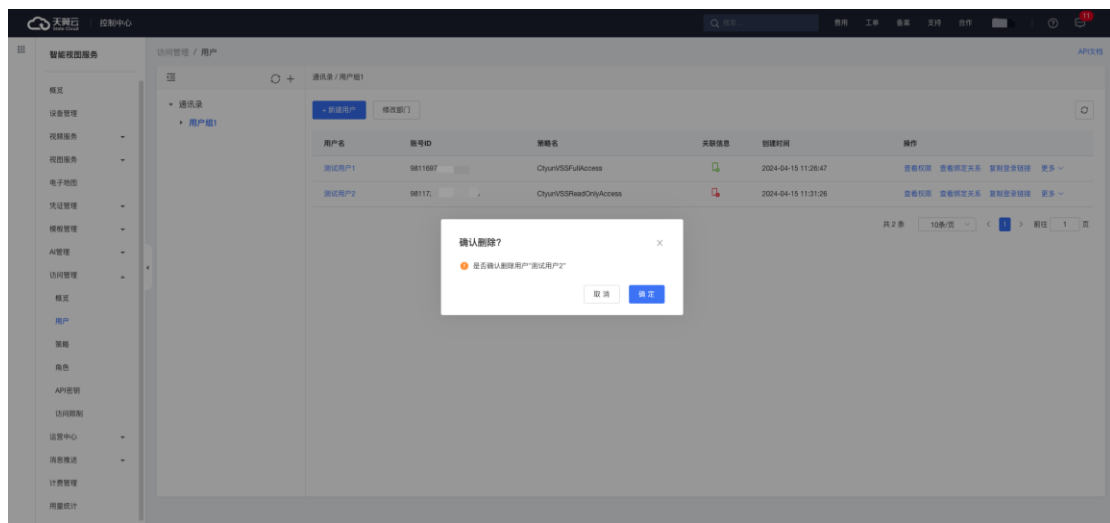 天翼云 控制中心 搜索 费用 工单 备案 支持 合作 11
State Cloud
智能视图服务 访问管理 / 用户 API文档
概览
设备管理
视频服务
视图服务
电子地图
凭证管理
模板管理
AI管理
访问管理
概览
用户
策略
角色
API密钥
访问限制
运营中心
消息推送
计费管理
用量统计
通讯录
用户组1
通讯录 / 用户组1
+ 新建用户 修改部门
用户名 账号ID 策略名 关联信息 创建时间 操作
测试用户1 9811697 CtyunVSSFullAccess 2024-04-15 11:26:47 查看权限 查看绑定关系 复制登录链接 更多
测试用户2 98117. CtyunVSSReadOnlyAccess 2024-04-15 11:31:26 查看权限 查看绑定关系 复制登录链接 更多
共 2 条 10条/页 1 前往 1 页
确认删除?
是否确认删除用户"测试用户2"
取消 确定